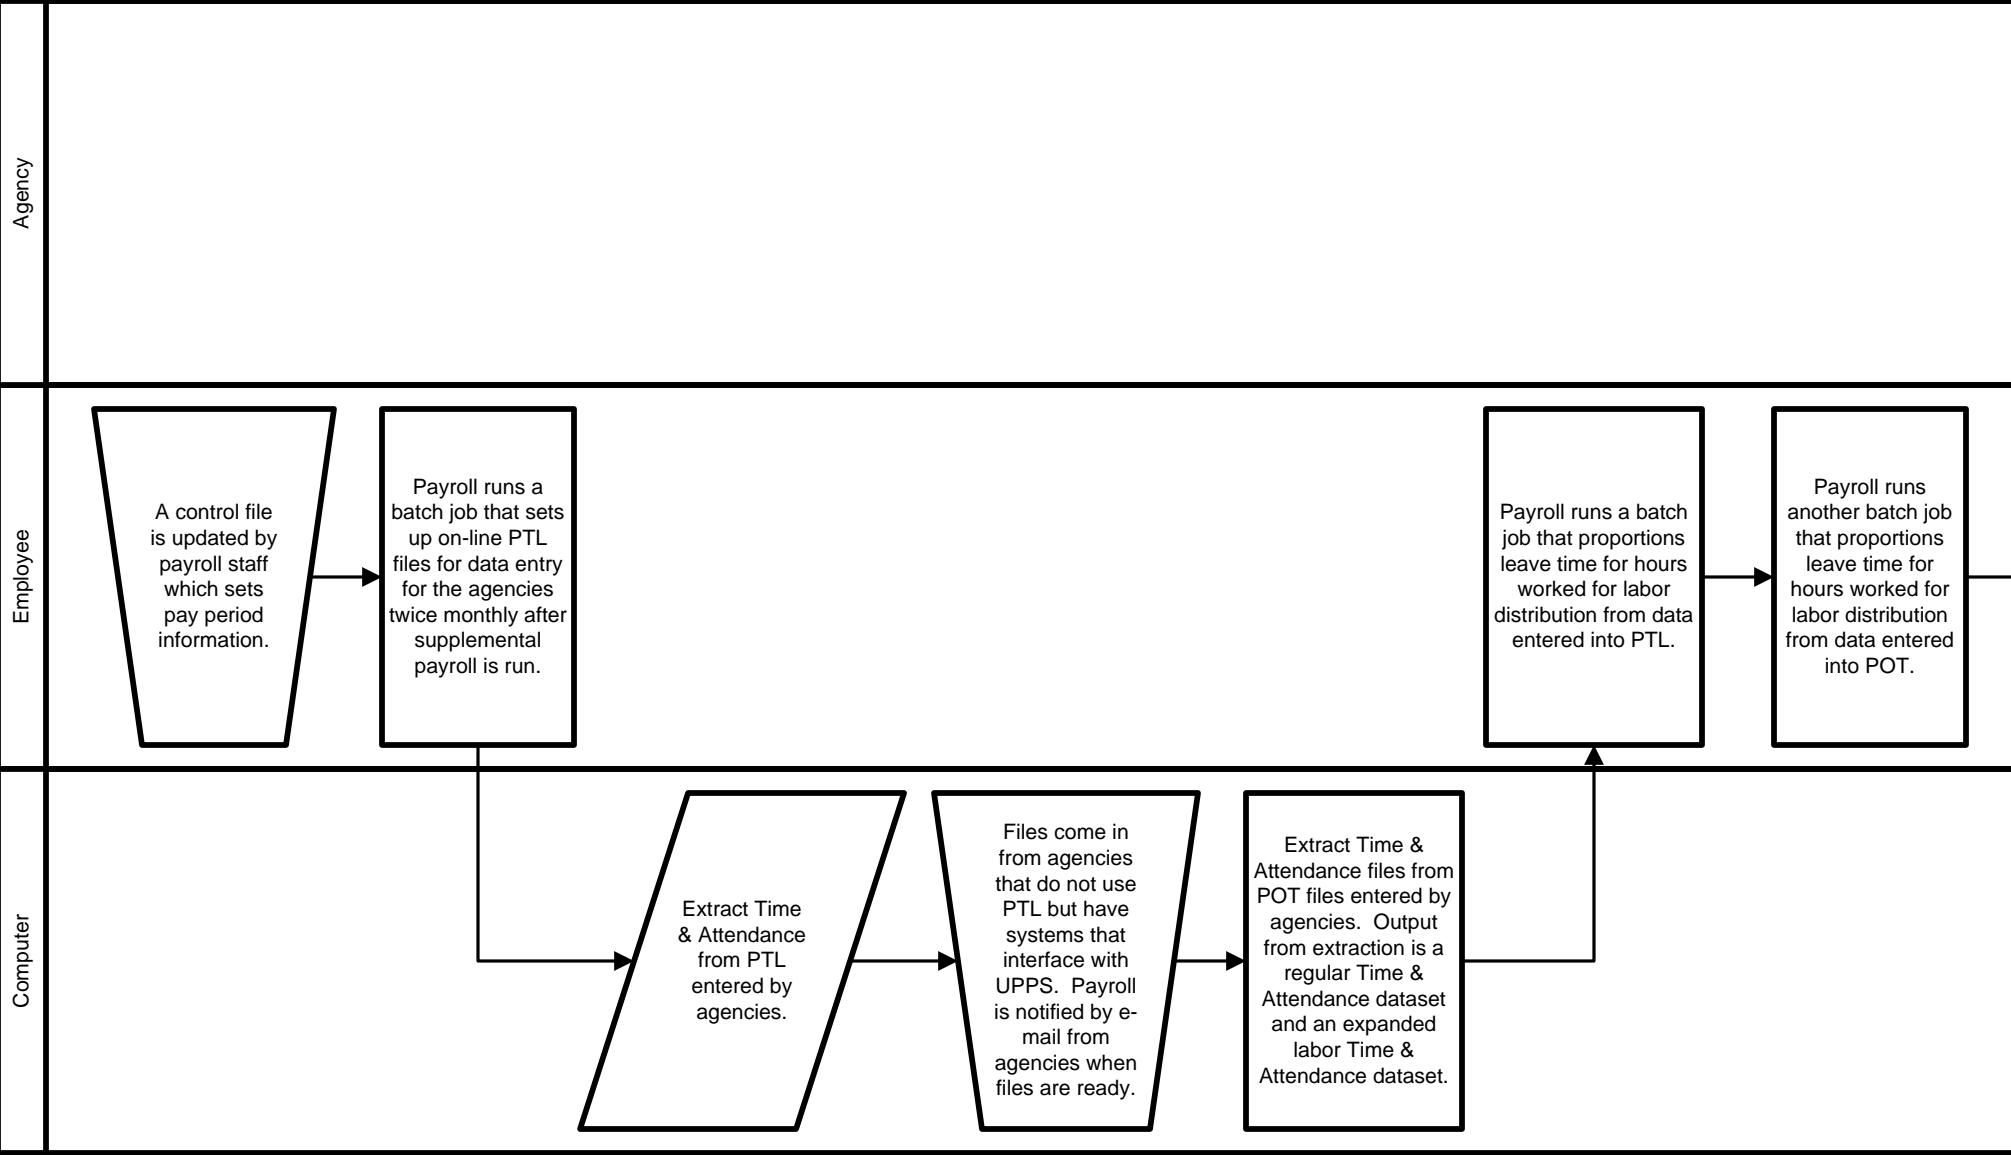 Agency
Employee
A control file
is updated by
payroll staff
which sets
pay period
information.
Payroll runs a
batch job that sets
up on-line PTL
files for data entry
for the agencies
twice monthly after
supplemental
payroll is run.
Payroll runs a batch
job that proportions
leave time for hours
worked for labor
distribution from data
entered into PTL.
Payroll runs
another batch job
that proportions
leave time for
hours worked for
labor distribution
from data entered
into POT.
Computer
Extract Time
& Attendance
from PTL
entered by
agencies.
Files come in
from agencies
that do not use
PTL but have
systems that
interface with
UPPS.  Payroll
is notified by e-
mail from
agencies when
files are ready.
Extract Time &
Attendance files from
POT files entered by
agencies.  Output
from extraction is a
regular Time &
Attendance dataset
and an expanded
labor Time &
Attendance dataset.